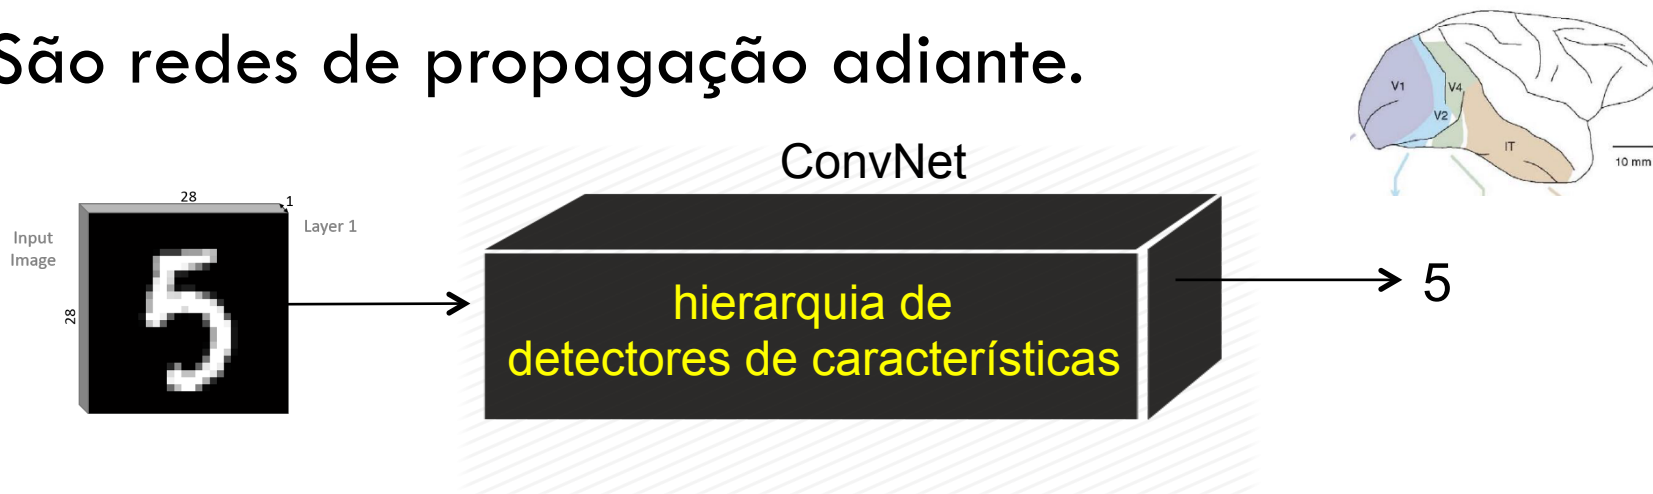 São redes de propagação adiante.
V1
V4
V2
IT
10 mm
ConvNet
28
1
Input
Image
Layer 1
28
5
hierarquia de
detectores de características
5